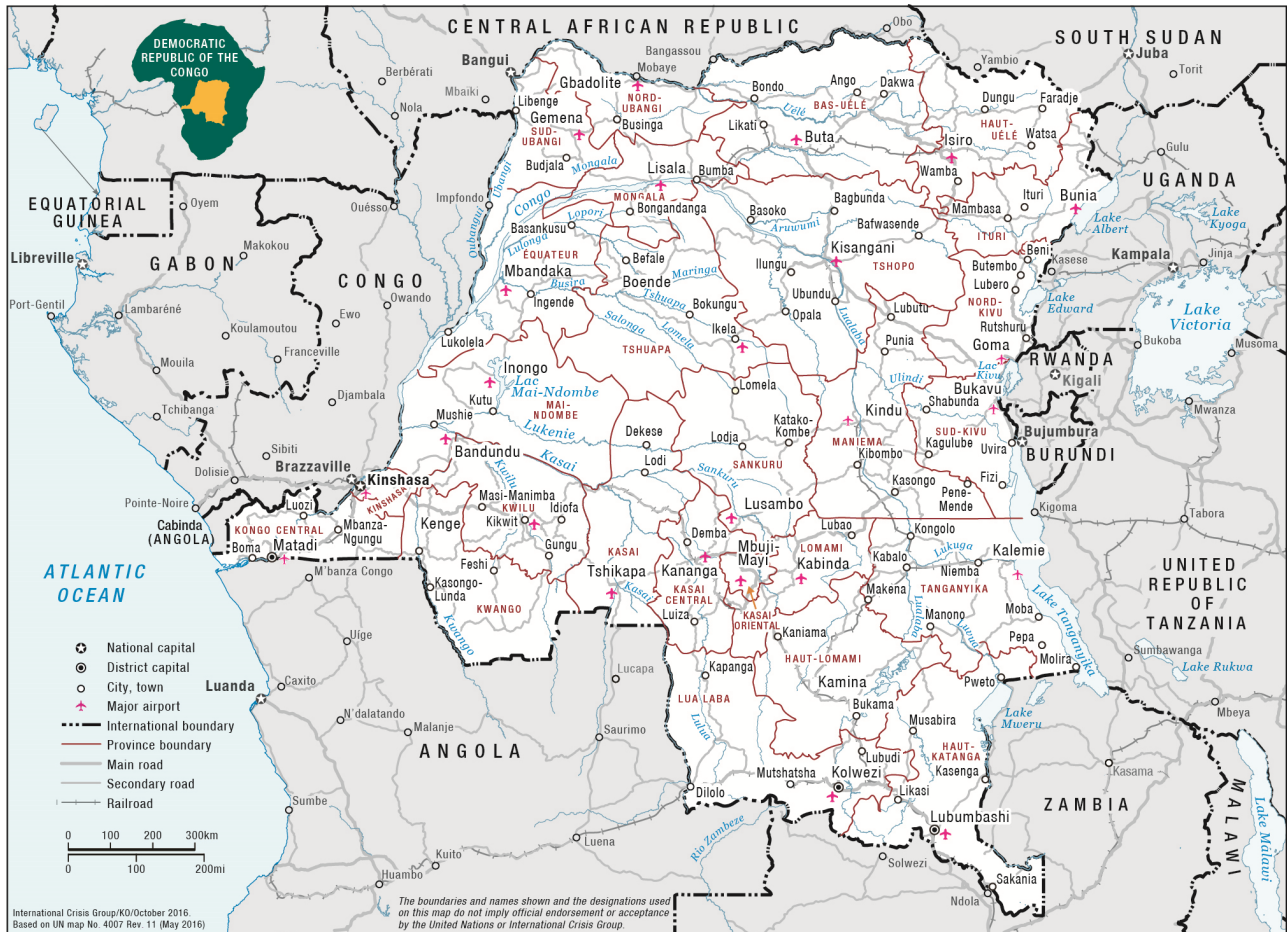 DEMOCRATIC
REPUBLIC OF THE
CONGO
CENTRAL AFRICAN REPUBLIC
SOUTH SUDAN
Obo
Bangassou
Mobaye
Bangui
Berbérati
Mbaiki
Nola
Yambio
Juba
Torit
Gbadolite
NORD-
UBANGI
Libenge
Gemena
SUD-
UBANGI
Businga
Budjala
Mongala
Bondo
Ango
Dakwa
Uélé
BAS-UÉLÉ
Likati
Buta
Dungu
Faradje
HAUT-
UÉLÉ
Watsa
Isiro
Wamba
Gulu
UGANDA
Lisala
Bumba
MONGALA
Bongandanga
Congo
Ubangi
Oubangui
Impfondo
Ouésso
EQUATORIAL
GUINEA
Oyem
Makokou
Libreville
GABON
CONGO
Lopori
Basankusu
Lulonga
ÉQUATEUR
Befale
Maringa
Boende
Mbandaka
Busira
Ingende
Tshuapa
Bokungu
Salonga
Lomela
Ikela
TSHUAPA
Basoko
Aruwumi
Bagbunda
Bafwasende
Kisangani
Ilungu
TSHOPO
Ubundu
Opala
Lualaba
Lubutu
Punia
Mambasa
Ituri
ITURI
Bunia
Lake
Albert
Lake
Kyoga
Beni
Butembo
Lubero
NORD-
KIVU
Kasese
Kampala
Jinja
Lake
Edward
Lake
Victoria
Rutshuru
Goma
RWANDA
Kigali
Bukoba
Musoma
Mwanza
Lac
Kivu
Bukavu
Ulindi
Shabunda
SUD-KIVU
Kagulube
Uvira
Bujumbura
BURUNDI
Fizi
Pene-
Mende
Port-Gentil
Lambaréné
Koulamoutou
Ewo
Owando
Franceville
Mouila
Djambala
Tchibanga
Sibiti
Dolisie
Brazzaville
Pointe-Noire
Cabinda
(ANGOLA)
Lukolela
Inongo
Lac
Mai-Ndombe
Kutu
MAI-
NDOMBE
Mushie
Lukenie
Bandundu
Kasai
Kwilu
Lomela
Dekese
Lodja
Katako-
Kombe
Lodi
Sankuru
SANKURU
Lusambo
Kindu
MANIEMA
Kibombo
Kasongo
Kinshasa
KINSHASA
Luozi
KONGO CENTRAL
Boma
Matadi
Mbanza-
Ngungu
Kenge
Masi-Manimba
KWILU
Kikwit
Idiofa
Gungu
Feshi
Kasongo-
Lunda
KWANGO
Kwango
KASAI
Tshikapa
Kasai
Demba
Kananga
KASAI
CENTRAL
Luiza
Mbuji-
Mayi
KASAI
ORIENTAL
LOMAMI
Lubao
Kabinda
Kaniama
Kongolo
Kabalo
Lukuga
Niemba
Kalemie
TANGANYIKA
Makena
Manono
Lualaba
Luvua
Moba
Pepa
Molira
Lake Tanganyika
Kigoma
Tabora
UNITED
REPUBLIC
OF
TANZANIA
Sumbawanga
Lake Rukwa
Mbeya
HAUT-LOMAMI
Kamina
Kapanga
LUALABA
Lulua
Bukama
Musabira
Pweto
Lake
Mweru
HAUT-
KATANGA
Kasenga
Lubudi
Mutshatsha
Kolwezi
Likasi
Dilolo
Lubumbashi
Sakania
Ndola
Solwezi
Kasama
ZAMBIA
MALAWI
Lake Malawi
ATLANTIC
OCEAN
M'banza Congo
Uíge
Caxito
Luanda
N'dalatando
Malanje
Lucapa
Saurimo
ANGOLA
Sumbe
Luena
Kuito
Huambo
Rio Zambeze
National capital
District capital
City, town
Major airport
International boundary
Province boundary
Main road
Secondary road
Railroad
0 100 200 300km
0 100 200mi
International Crisis Group/KO/October 2016.
Based on UN map No. 4007 Rev. 11 (May 2016)
The boundaries and names shown and the designations used
on this map do not imply official endorsement or acceptance
by the United Nations or International Crisis Group.